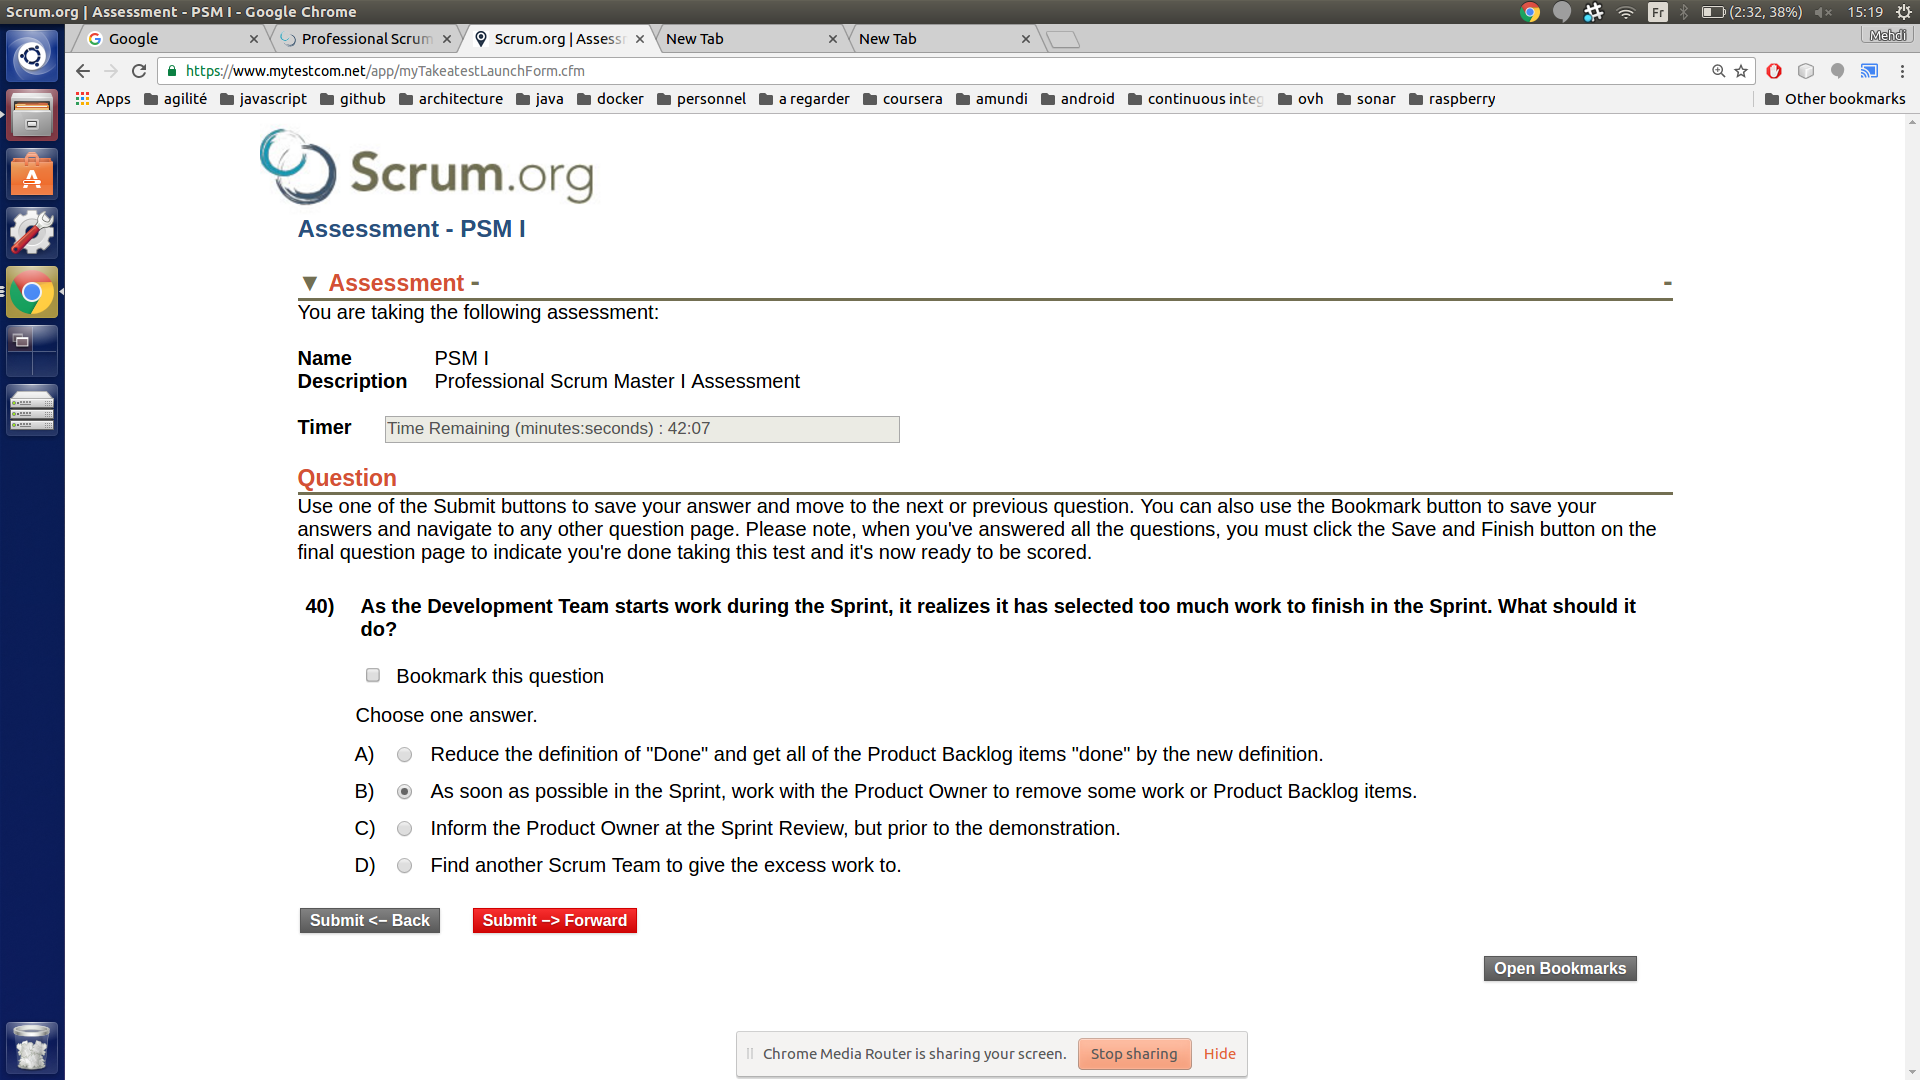 Scrum.org | Assessment - PSM I - Google Chrome
Fr
(2:32, 38%)
15:19
Google
Professional Scrum
Scrum.org | Assess
New Tab
New Tab
Mehdi
https://www.mytestcom.net/app/myTakeatestLaunchForm.cfm
Apps agilité javascript github architecture java docker personnel a regarder coursera amundi android continuous integ ovh sonar raspberry Other bookmarks
Scrum.org
Assessment - PSM I
▼ Assessment - -
You are taking the following assessment:
Name PSM I
Description Professional Scrum Master I Assessment
Timer Time Remaining (minutes:seconds) : 42:07
Question
Use one of the Submit buttons to save your answer and move to the next or previous question. You can also use the Bookmark button to save your
answers and navigate to any other question page. Please note, when you've answered all the questions, you must click the Save and Finish button on the
final question page to indicate you're done taking this test and it's now ready to be scored.
40) As the Development Team starts work during the Sprint, it realizes it has selected too much work to finish in the Sprint. What should it
do?
Bookmark this question
Choose one answer.
A) Reduce the definition of "Done" and get all of the Product Backlog items "done" by the new definition.
B) As soon as possible in the Sprint, work with the Product Owner to remove some work or Product Backlog items.
C) Inform the Product Owner at the Sprint Review, but prior to the demonstration.
D) Find another Scrum Team to give the excess work to.
Submit <– Back Submit –> Forward
Open Bookmarks
Chrome Media Router is sharing your screen. Stop sharing Hide